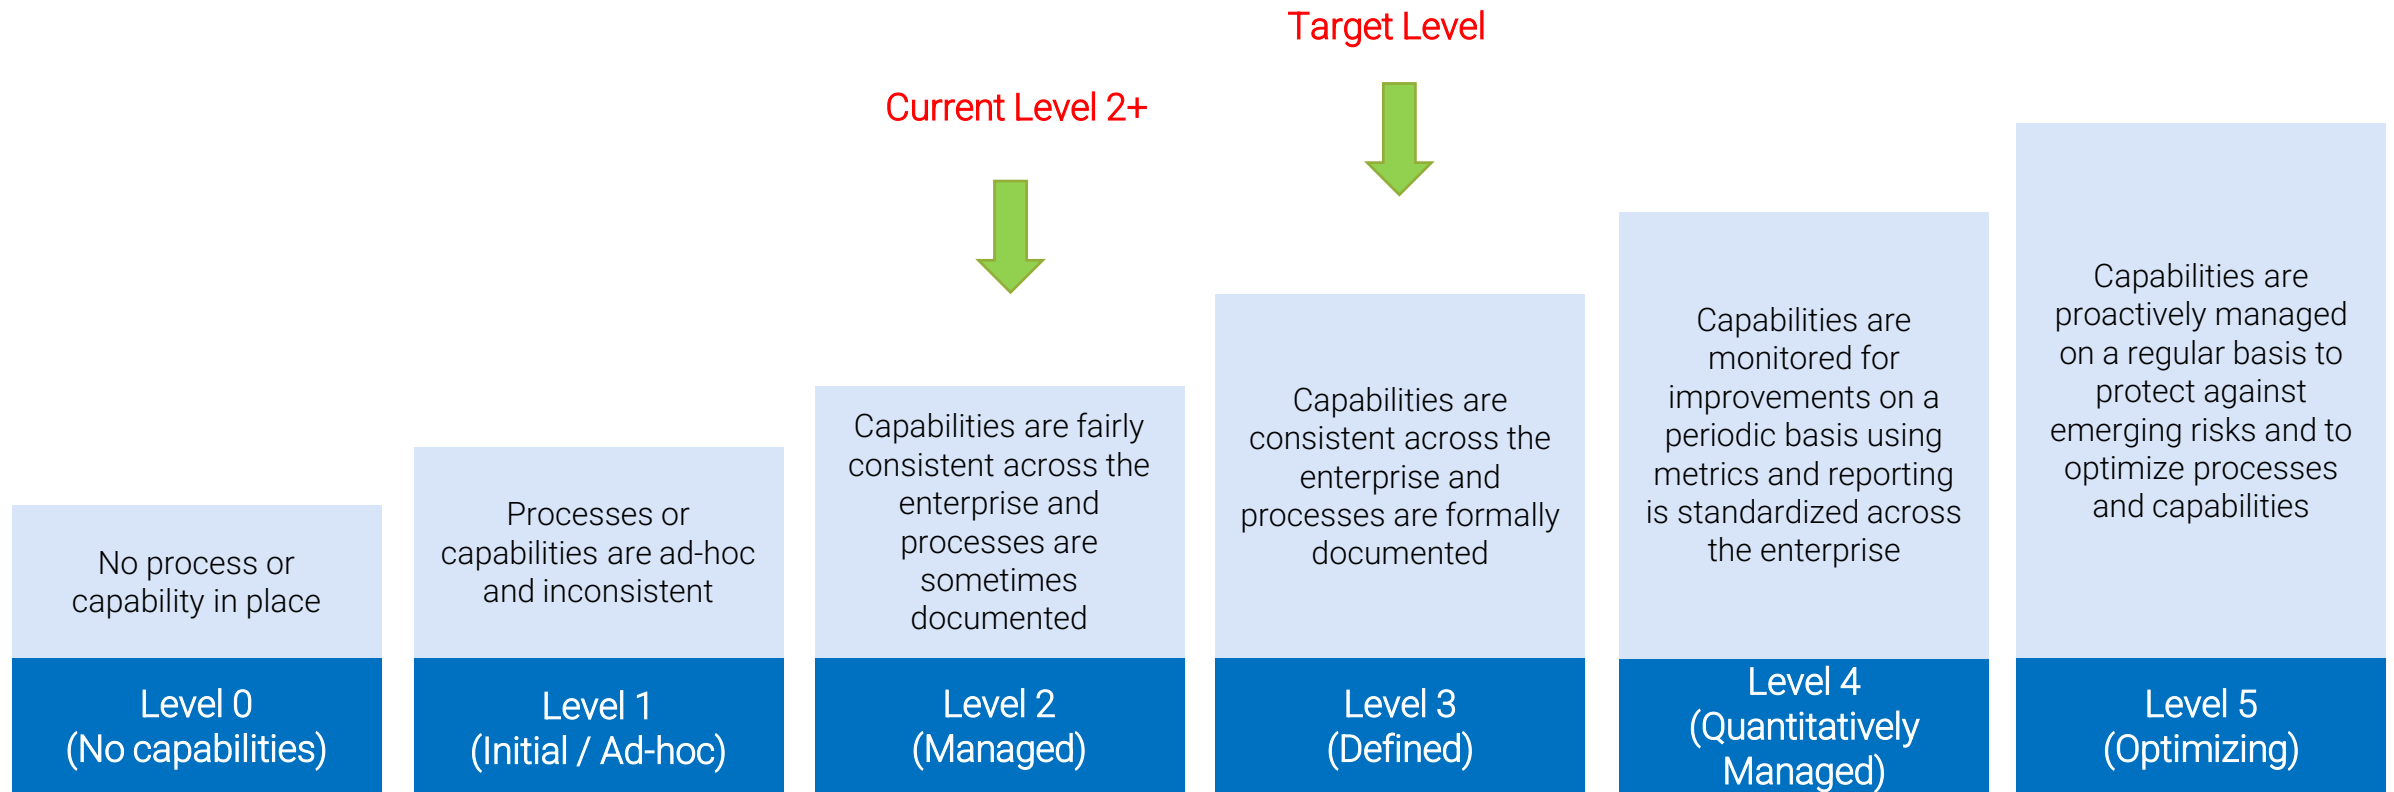 Target Level
Current Level 2+
No process or
capability in place
Level 0
(No capabilities)
Processes or
capabilities are ad-hoc
and inconsistent
Level 1
(Initial / Ad-hoc)
Capabilities are fairly
consistent across the
enterprise and
processes are
sometimes
documented
Level 2
(Managed)
Capabilities are
consistent across the
enterprise and
processes are formally
documented
Level 3
(Defined)
Capabilities are
monitored for
improvements on a
periodic basis using
metrics and reporting
is standardized across
the enterprise
Level 4
(Quantitatively
Managed)
Capabilities are
proactively managed
on a regular basis to
protect against
emerging risks and to
optimize processes
and capabilities
Level 5
(Optimizing)